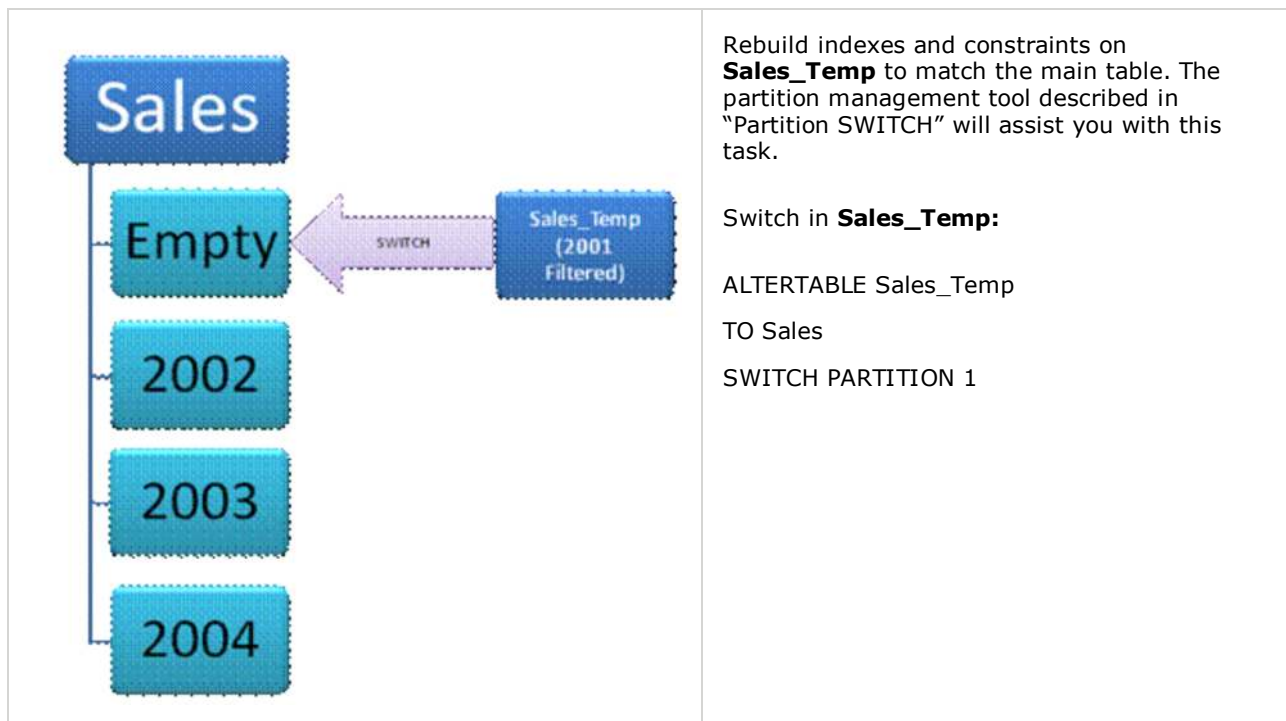 Sales
Empty
SWITCH
Sales_Temp
(2001
Filtered)
2002
2003
2004
Rebuild indexes and constraints on
Sales_Temp to match the main table. The
partition management tool described in
“Partition SWITCH” will assist you with this
task.
Switch in Sales_Temp:
ALTERTABLE Sales_Temp
TO Sales
SWITCH PARTITION 1